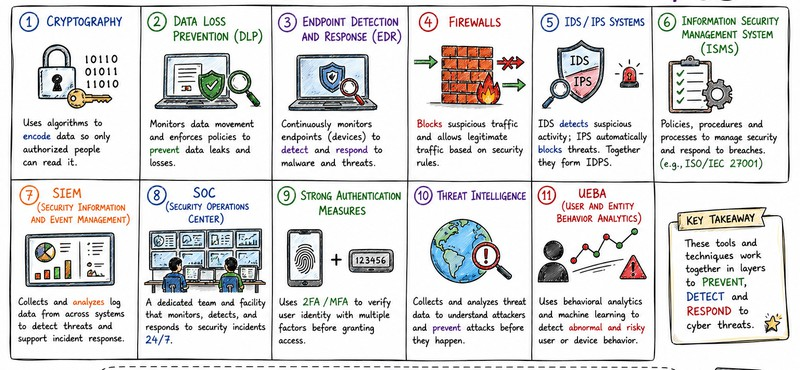 1 CRYPTOGRAPHY
10110
01011
11010
Uses algorithms to
encode data so only
authorized people
can read it.
2 DATA LOSS
PREVENTION (DLP)
Monitors data movement
and enforces policies to
prevent data leaks and
losses.
3 ENDPOINT DETECTION
AND RESPONSE (EDR)
Continuously monitors
endpoints (devices) to
detect and respond to
malware and threats.
4 FIREWALLS
Blocks suspicious traffic
and allows legitimate
traffic based on security
rules.
5 IDS / IPS SYSTEMS
IDS
IPS
IDS detects suspicious
activity; IPS automatically
blocks threats. Together
they form IDPS.
6 INFORMATION SECURITY
MANAGEMENT SYSTEM
(ISMS)
Policies, procedures and
processes to manage security
and respond to breaches.
(e.g., ISO/IEC 27001)
7 SIEM
(SECURITY INFORMATION
AND EVENT MANAGEMENT)
Collects and analyzes log
data from across systems
to detect threats and
support incident response.
8 SOC
(SECURITY OPERATIONS
CENTER)
A dedicated team and facility
that monitors, detects, and
responds to security incidents
24/7.
9 STRONG AUTHENTICATION
MEASURES
+
123456
Uses 2FA / MFA to verify
user identity with multiple
factors before granting
access.
10 THREAT INTELLIGENCE
Collects and analyzes threat
data to understand attackers
and prevent attacks before
they happen.
11 UEBA
(USER AND ENTITY
BEHAVIOR ANALYTICS)
Uses behavioral analytics
and machine learning to
detect abnormal and risky
user or device behavior.
KEY TAKEAWAY
These tools and
techniques work
together in layers
to PREVENT,
DETECT and
RESPOND to
cyber threats.